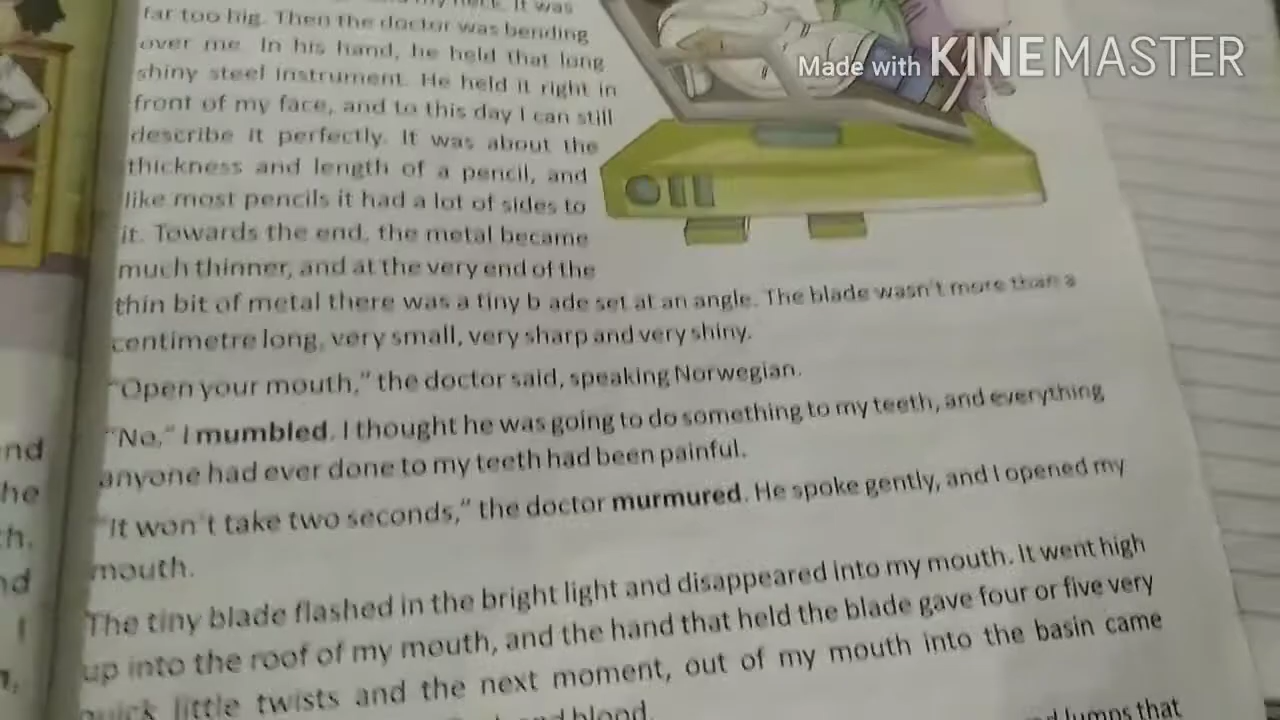 It was
far too big. Then the doctor was bending
over me. In his hand, he held that long
shiny steel instrument. He held it right in
front of my face, and to this day I can still
describe it perfectly. It was about the
thickness and length of a pencil, and
like most pencils it had a lot of sides to
it. Towards the end, the metal became
much thinner, and at the very end of the
thin bit of metal there was a tiny b ade set at an angle. The blade wasn't more than a
centimetre long, very small, very sharp and very shiny.
"Open your mouth," the doctor said, speaking Norwegian.
"No," I mumbled. I thought he was going to do something to my teeth, and everything
anyone had ever done to my teeth had been painful.
"It won't take two seconds," the doctor murmured. He spoke gently, and I opened my
mouth.
The tiny blade flashed in the bright light and disappeared into my mouth. It went high
up into the roof of my mouth, and the hand that held the blade gave four or five very
quick little twists and the next moment, out of my mouth into the basin came
and blood.
lumps that
Made with KINEMASTER